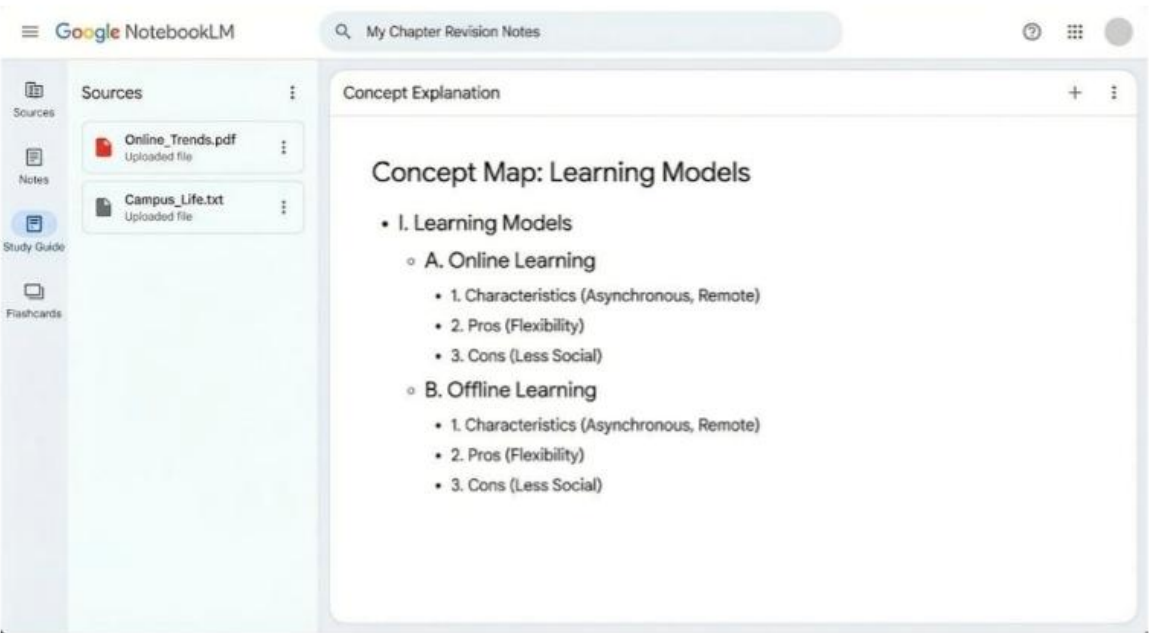 Google NotebookLM
My Chapter Revision Notes
Sources
Notes
Study Guide
Flashcards
Sources
Online_Trends.pdf
Uploaded file
Campus_Life.txt
Uploaded file
Concept Explanation
Concept Map: Learning Models
• I. Learning Models
◦ A. Online Learning
• 1. Characteristics (Asynchronous, Remote)
• 2. Pros (Flexibility)
• 3. Cons (Less Social)
◦ B. Offline Learning
• 1. Characteristics (Asynchronous, Remote)
• 2. Pros (Flexibility)
• 3. Cons (Less Social)